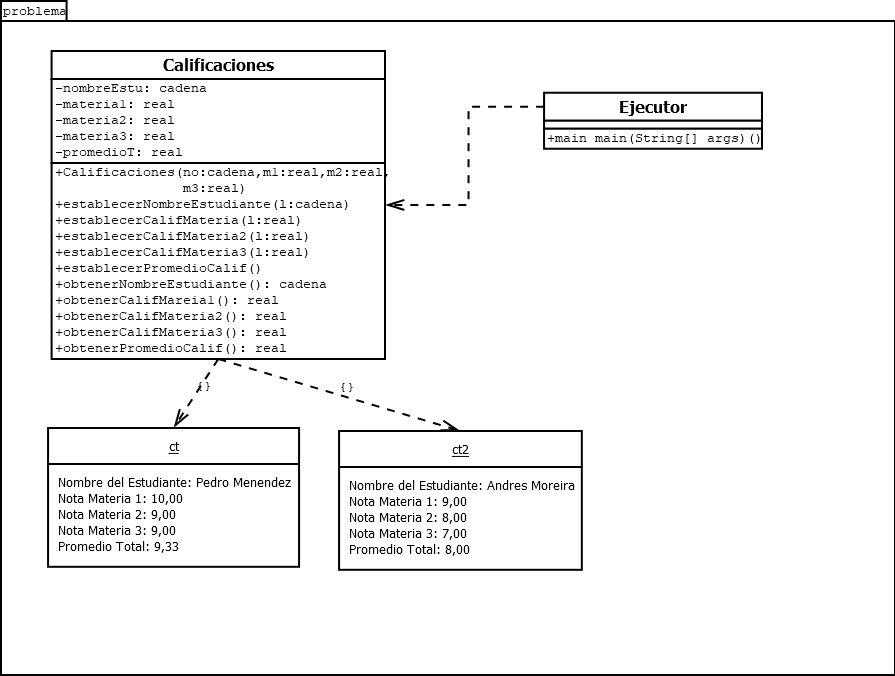 problema
Calificaciones
-nombreEstu: cadena
-materia1: real
-materia2: real
-materia3: real
-promedioT: real
+Calificaciones(no:cadena,m1:real,m2:real,
m3:real)
+establecerNombreEstudiante(l:cadena)
+establecerCalifMateria(l:real)
+establecerCalifMateria2(l:real)
+establecerCalifMateria3(l:real)
+establecerPromedioCalif()
+obtenerNombreEstudiante(): cadena
+obtenerCalifMareia1(): real
+obtenerCalifMateria2(): real
+obtenerCalifMateria3(): real
+obtenerPromedioCalif(): real
Ejecutor
+main main(String[] args)()
{}
{}
ct
Nombre del Estudiante: Pedro Menendez
Nota Materia 1: 10,00
Nota Materia 2: 9,00
Nota Materia 3: 9,00
Promedio Total: 9,33
ct2
Nombre del Estudiante: Andres Moreira
Nota Materia 1: 9,00
Nota Materia 2: 8,00
Nota Materia 3: 7,00
Promedio Total: 8,00